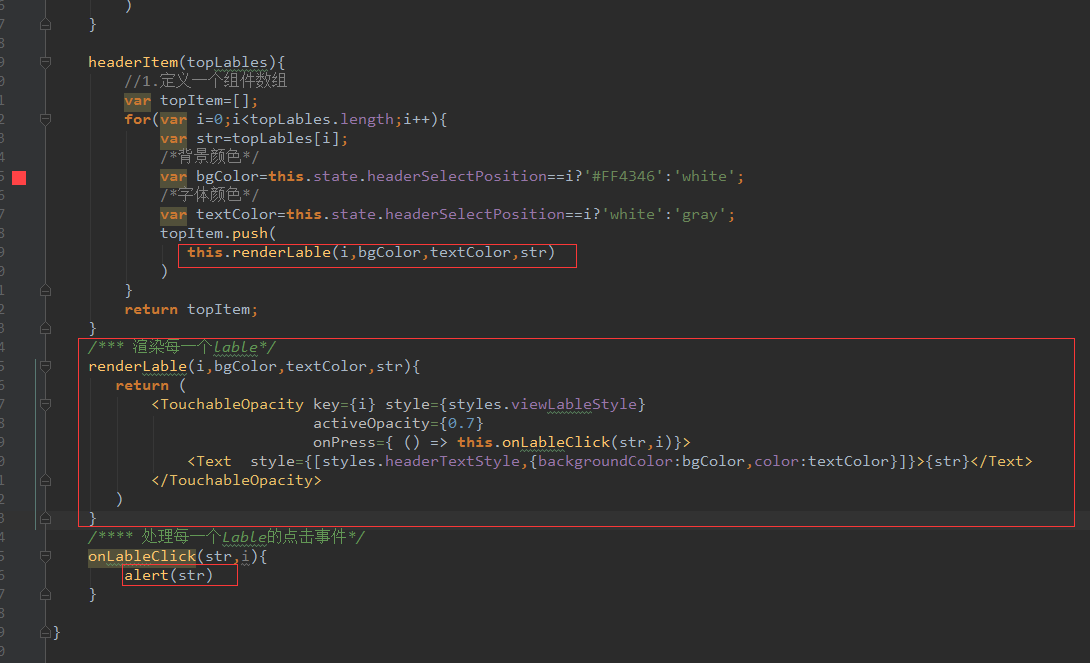 )
}
headerItem(topLables){
//1.定义一个组件数组
var topItem=[];
for(var i=0;i<topLables.length;i++){
var str=topLables[i];
/*背景颜色*/
var bgColor=this.state.headerSelectPosition==i?'#FF4346':'white';
/*字体颜色*/
var textColor=this.state.headerSelectPosition==i?'white':'gray';
topItem.push(
this.renderLable(i,bgColor,textColor,str)
)
}
return topItem;
}
/*** 渲染每一个lable*/
renderLable(i,bgColor,textColor,str){
return (
<TouchableOpacity key={i} style={styles.viewLableStyle}
activeOpacity={0.7}
onPress={ () => this.onLableClick(str,i)}>
<Text  style={[styles.headerTextStyle,{backgroundColor:bgColor,color:textColor}]}>{str}</Text>
</TouchableOpacity>
)
}
/**** 处理每一个Lable的点击事件*/
onLableClick(str,i){
alert(str)
}
}